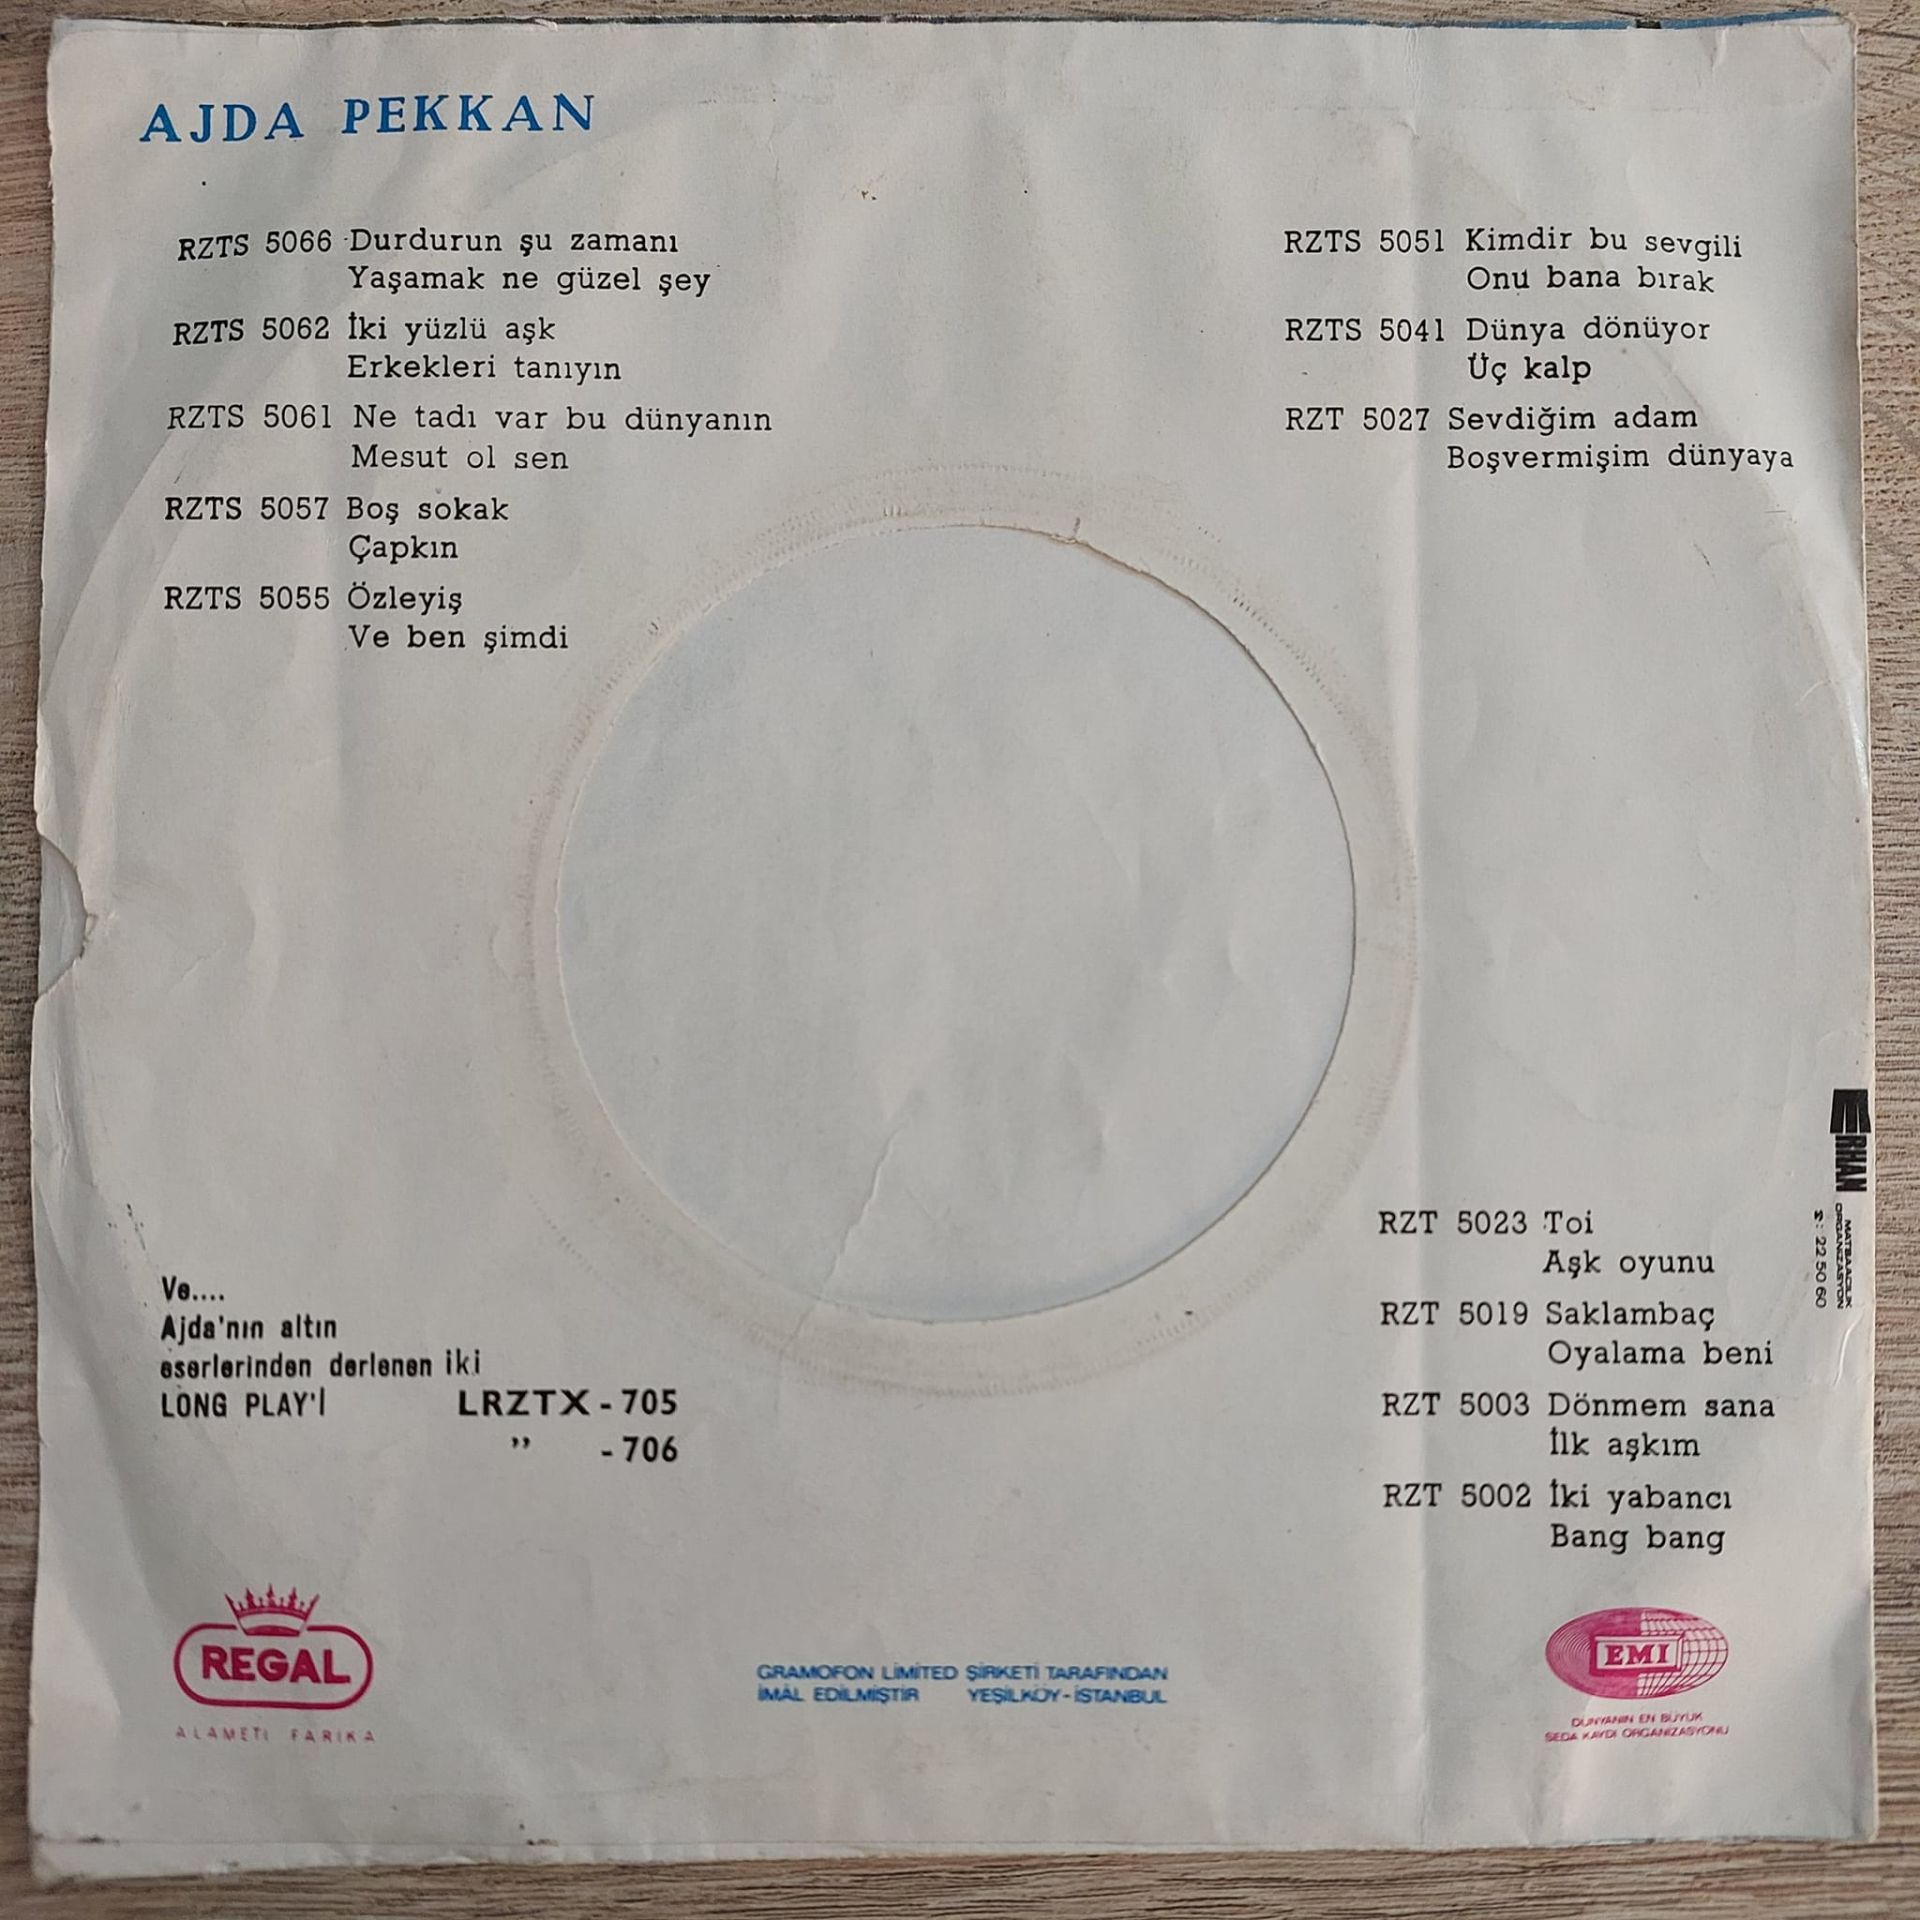 AJDA PEKKAN
RZTS 5066 Durdurun şu zamanı
Yaşamak ne güzel şey
RZTS 5062 İki yüzlü aşk
Erkekleri tanıyın
RZTS 5061 Ne tadı var bu dünyanın
Mesut ol sen
RZTS 5057 Boş sokak
Çapkın
RZTS 5055 Özleyiş
Ve ben şimdi
RZTS 5051 Kimdir bu sevgili
Onu bana bırak
RZTS 5041 Dünya dönüyor
Üç kalp
RZT 5027 Sevdiğim adam
Boşvermişim dünyaya
Ve....
Ajda'nın altın
eserlerinden derlenen iki
LONG PLAY'I LRZTX - 705
” - 706
RZT 5023 Toi
Aşk oyunu
RZT 5019 Saklambaç
Oyalama beni
RZT 5003 Dönmem sana
İlk aşkım
RZT 5002 İki yabancı
Bang bang
ERHAN
MATBAACILIK
ORGANİZASYON
22 50 60
REGAL
ALAMETİ FARİKA
GRAMOFON LİMİTED ŞİRKETİ TARAFINDAN
İMAL EDİLMİŞTİR YEŞİLKÖY - İSTANBUL
EMI
DÜNYANIN EN BÜYÜK
SEDA KAYDI ORGANİZASYONU